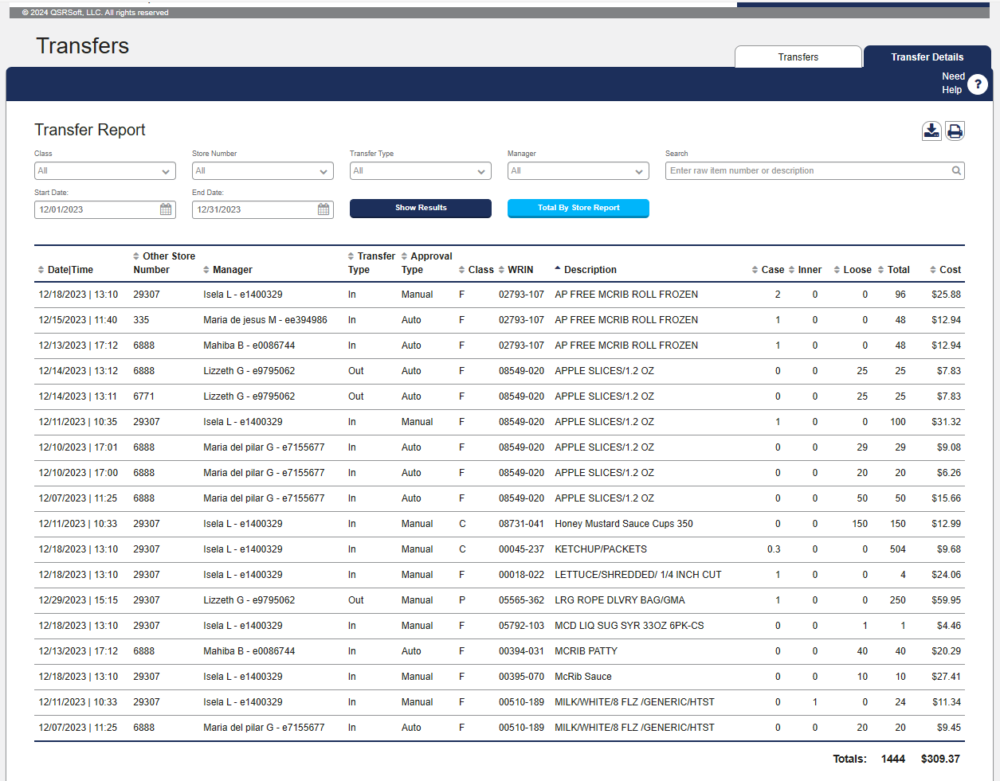 © 2024 QSRSoft, LLC. All rights reserved
Transfers
Transfers Transfer Details
Need Help ?
Transfer Report
Class Store Number Transfer Type Manager Search
All All All All Enter raw item number or description
Start Date: End Date:
12/01/2023 12/31/2023 Show Results Total By Store Report
Date|Time Other Store Number Manager Transfer Type Approval Type Class WRIN Description Case Inner Loose Total Cost
12/18/2023 | 13:10 29307 Isela L - e1400329 In Manual F 02793-107 AP FREE MCRIB ROLL FROZEN 2 0 0 96 $25.88
12/15/2023 | 11:40 335 Maria de jesus M - ee394986 In Auto F 02793-107 AP FREE MCRIB ROLL FROZEN 1 0 0 48 $12.94
12/13/2023 | 17:12 6888 Mahiba B - e0086744 In Auto F 02793-107 AP FREE MCRIB ROLL FROZEN 1 0 0 48 $12.94
12/14/2023 | 13:12 6888 Lizzeth G - e9795062 Out Auto F 08549-020 APPLE SLICES/1.2 OZ 0 0 25 25 $7.83
12/14/2023 | 13:11 6771 Lizzeth G - e9795062 Out Auto F 08549-020 APPLE SLICES/1.2 OZ 0 0 25 25 $7.83
12/11/2023 | 10:35 29307 Isela L - e1400329 In Manual F 08549-020 APPLE SLICES/1.2 OZ 1 0 0 100 $31.32
12/10/2023 | 17:01 6888 Maria del pilar G - e7155677 In Auto F 08549-020 APPLE SLICES/1.2 OZ 0 0 29 29 $9.08
12/10/2023 | 17:00 6888 Maria del pilar G - e7155677 In Auto F 08549-020 APPLE SLICES/1.2 OZ 0 0 20 20 $6.26
12/07/2023 | 11:25 6888 Maria del pilar G - e7155677 In Auto F 08549-020 APPLE SLICES/1.2 OZ 0 0 50 50 $15.66
12/11/2023 | 10:33 29307 Isela L - e1400329 In Manual C 08731-041 Honey Mustard Sauce Cups 350 0 0 150 150 $12.99
12/18/2023 | 13:10 29307 Isela L - e1400329 In Manual C 00045-237 KETCHUP/PACKETS 0.3 0 0 504 $9.68
12/18/2023 | 13:10 29307 Isela L - e1400329 In Manual F 00018-022 LETTUCE/SHREDDED/ 1/4 INCH CUT 1 0 0 4 $24.06
12/29/2023 | 15:15 29307 Lizzeth G - e9795062 Out Manual P 05565-362 LRG ROPE DLVRY BAG/GMA 1 0 0 250 $59.95
12/18/2023 | 13:10 29307 Isela L - e1400329 In Manual F 05792-103 MCD LIQ SUG SYR 33OZ 6PK-CS 0 0 1 1 $4.46
12/13/2023 | 17:12 6888 Mahiba B - e0086744 In Auto F 00394-031 MCRIB PATTY 0 0 40 40 $20.29
12/18/2023 | 13:10 29307 Isela L - e1400329 In Manual F 00395-070 McRib Sauce 0 0 10 10 $27.41
12/11/2023 | 10:33 29307 Isela L - e1400329 In Manual F 00510-189 MILK/WHITE/8 FLZ /GENERIC/HTST 0 1 0 24 $11.34
12/07/2023 | 11:25 6888 Maria del pilar G - e7155677 In Auto F 00510-189 MILK/WHITE/8 FLZ /GENERIC/HTST 0 0 20 20 $9.45
Totals: 1444 $309.37